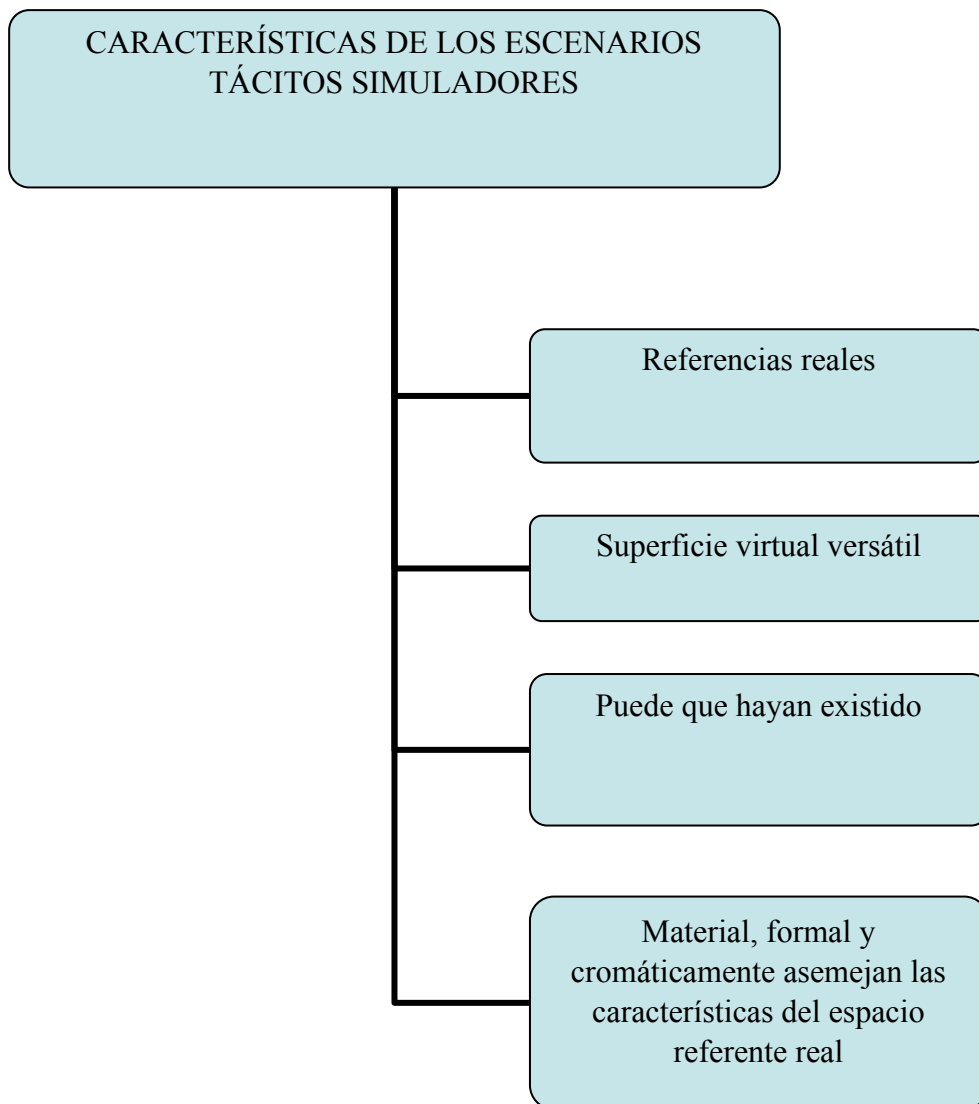 CARACTERÍSTICAS DE LOS ESCENARIOS
TÁCITOS SIMULADORES
Referencias reales
Superficie virtual versátil
Puede que hayan existido
Material, formal y
cromáticamente asemejan las
características del espacio
referente real